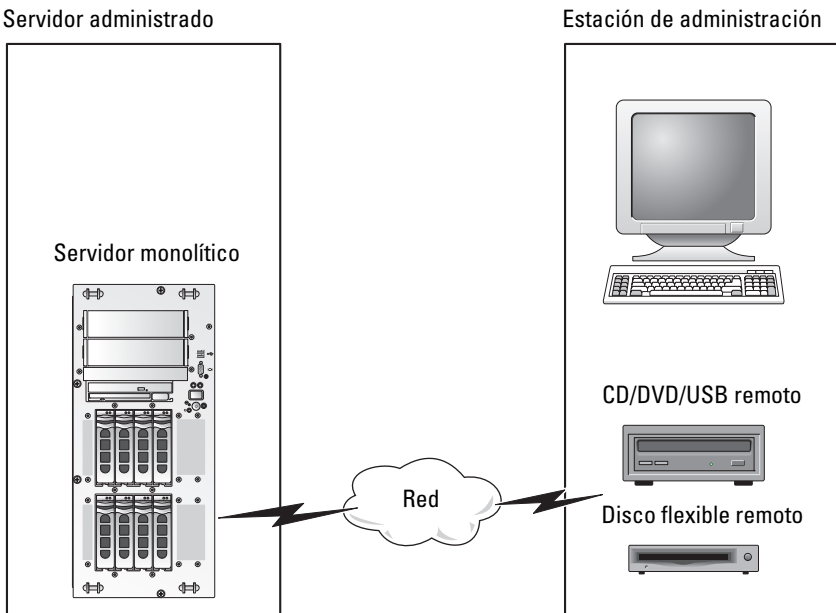 Servidor administrado
Estación de administración
Servidor monolítico
CD/DVD/USB remoto
Red
Disco flexible remoto